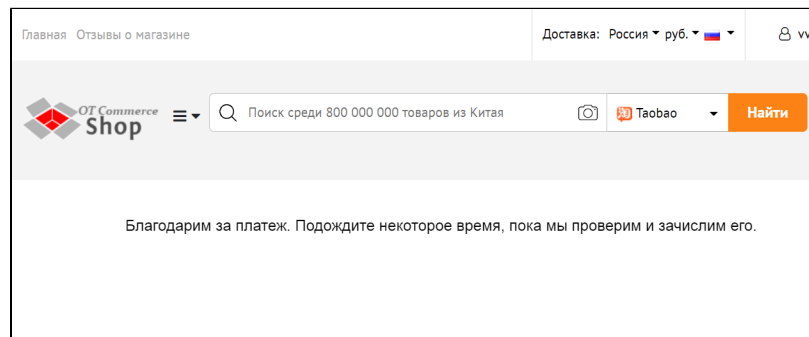 Главная Отзывы о магазине Доставка: Россия руб. vv
OT Commerce
Shop
Поиск среди 800 000 000 товаров из Китая Taobao Найти
Благодарим за платеж. Подождите некоторое время, пока мы проверим и зачислим его.